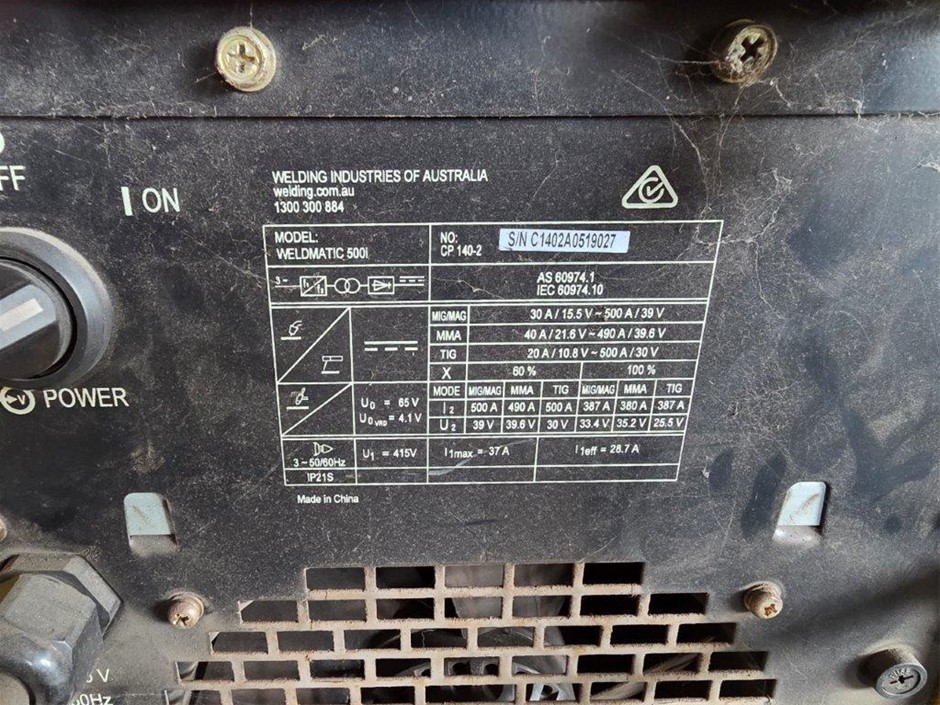 WELDING INDUSTRIES OF AUSTRALIA
welding.com.au
1300 300 884
FF
I ON
POWER
MODEL:
WELDMATIC 500i
NO:
CP 140-2
S/N C1402A0519027
3~
f1
f2
AS 60974.1
IEC 60974.10
MIG/MAG 30 A / 15.5 V ~ 500 A / 39 V
MMA 40 A / 21.6 V ~ 490 A / 39.6 V
TIG 20 A / 10.8 V ~ 500 A / 30 V
X 60 % 100 %
MODE MIG/MAG MMA TIG MIG/MAG MMA TIG
I2 500 A 490 A 500 A 387 A 380 A 387 A
U2 39 V 39.6 V 30 V 33.4 V 35.2 V 25.5 V
U0 = 65 V
U0 VRD = 4.1 V
3 ~ 50/60Hz
U1 = 415V
I1max = 37 A
I1eff = 28.7 A
IP21S
Made in China
V
0Hz